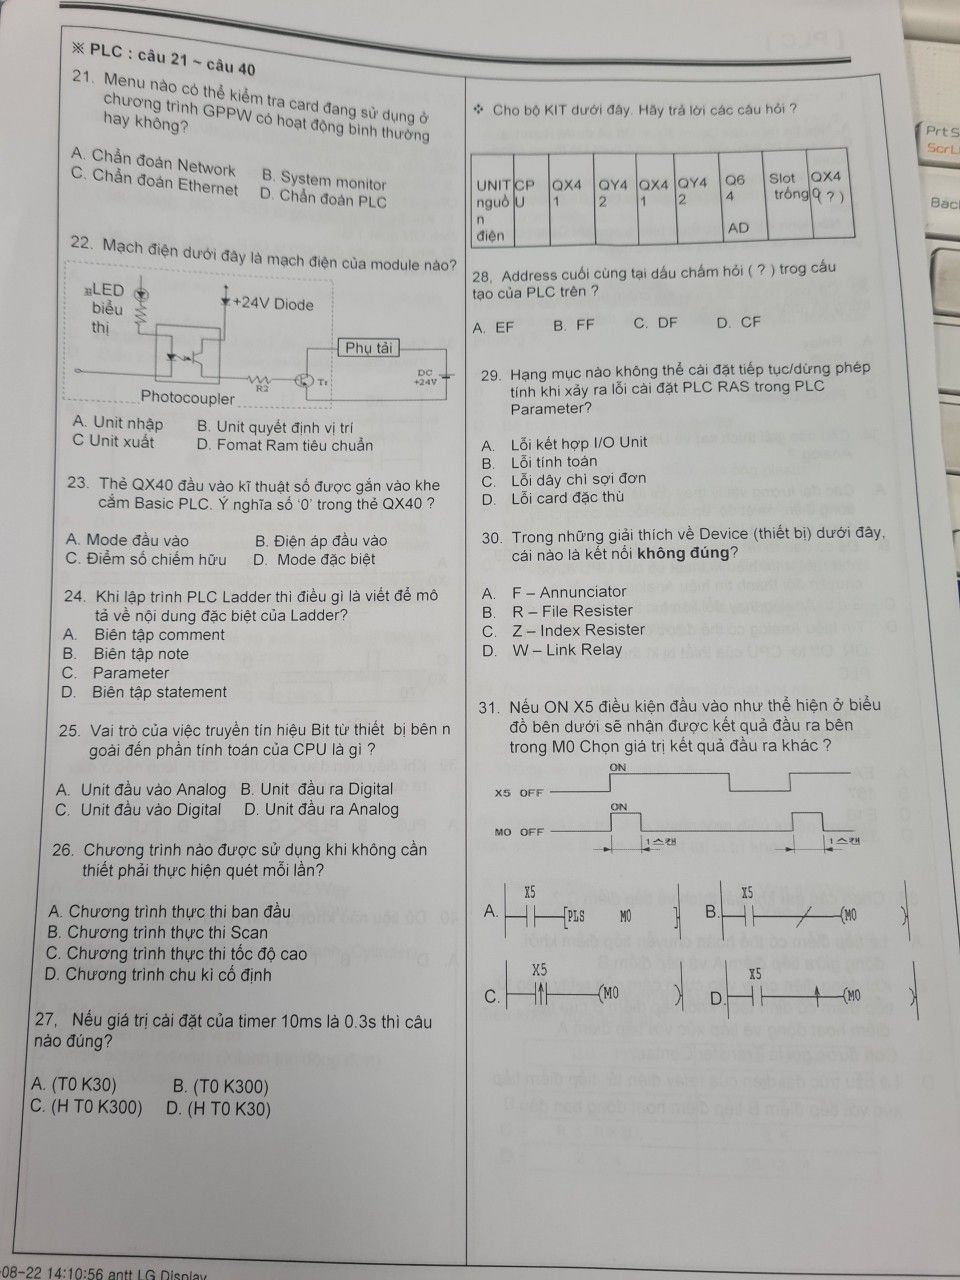 ※ PLC : câu 21 ~ câu 40
21. Menu nào có thể kiểm tra card đang sử dụng ở
chương trình GPPW có hoạt động bình thường
hay không?
A. Chẩn đoán Network B. System monitor
C. Chẩn đoán Ethernet D. Chẩn đoán PLC
22. Mạch điện dưới đây là mạch điện của module nào?
LED
biểu
thị
+24V Diode
Phụ tải
R2
Tr
DC
+24V
Photocoupler
A. Unit nhập B. Unit quyết định vị trí
C Unit xuất D. Fomat Ram tiêu chuẩn
23. Thẻ QX40 đầu vào kĩ thuật số được gắn vào khe
cắm Basic PLC. Ý nghĩa số '0' trong thẻ QX40 ?
A. Mode đầu vào B. Điện áp đầu vào
C. Điểm số chiếm hữu D. Mode đặc biệt
24. Khi lập trình PLC Ladder thì điều gì là viết để mô
tả về nội dung đặc biệt của Ladder?
A. Biên tập comment
B. Biên tập note
C. Parameter
D. Biên tập statement
25. Vai trò của việc truyền tín hiệu Bit từ thiết bị bên n
goài đến phần tính toán của CPU là gì ?
A. Unit đầu vào Analog B. Unit đầu ra Digital
C. Unit đầu vào Digital D. Unit đầu ra Analog
26. Chương trình nào được sử dụng khi không cần
thiết phải thực hiện quét mỗi lần?
A. Chương trình thực thi ban đầu
B. Chương trình thực thi Scan
C. Chương trình thực thi tốc độ cao
D. Chương trình chu kì cố định
27, Nếu giá trị cài đặt của timer 10ms là 0.3s thì câu
nào đúng?
A. (T0 K30) B. (T0 K300)
C. (H T0 K300) D. (H T0 K30)
❖ Cho bộ KIT dưới đây. Hãy trả lời các câu hỏi ?
UNIT CP QX4 QY4 QX4 QY4 Q6 Slot QX4
nguồ U 1 2 1 2 4 trống 0( ? )
n
điện AD
28, Address cuối cùng tại dấu chấm hỏi ( ? ) trog cấu
tạo của PLC trên ?
A. EF B. FF C. DF D. CF
29. Hạng mục nào không thể cài đặt tiếp tục/dừng phép
tính khi xảy ra lỗi cài đặt PLC RAS trong PLC
Parameter?
A. Lỗi kết hợp I/O Unit
B. Lỗi tính toán
C. Lỗi dây chì sợi đơn
D. Lỗi card đặc thù
30. Trong những giải thích về Device (thiết bị) dưới đây,
cái nào là kết nối không đúng?
A. F – Annunciator
B. R – File Resister
C. Z – Index Resister
D. W – Link Relay
31. Nếu ON X5 điều kiện đầu vào như thể hiện ở biểu
đồ bên dưới sẽ nhận được kết quả đầu ra bên
trong M0 Chọn giá trị kết quả đầu ra khác ?
ON
X5 OFF
ON
M0 OFF
1스캔 1스캔
A. X5 [PLS M0 ]
B. X5 (M0 )
C. X5 (M0 )
D. X5 (M0 )
-08-22 14:10:56 antt LG Display
PrtS
ScrL
Bac